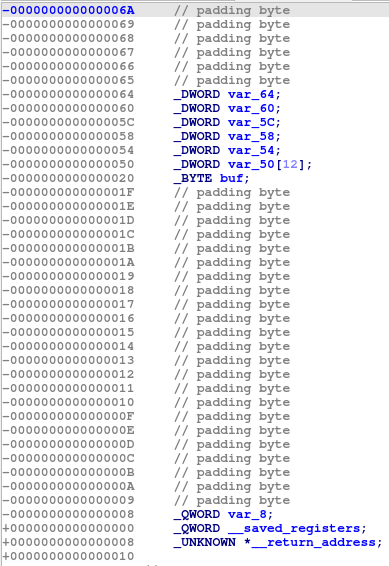 -000000000000006A // padding byte
-0000000000000069 // padding byte
-0000000000000068 // padding byte
-0000000000000067 // padding byte
-0000000000000066 // padding byte
-0000000000000065 // padding byte
-0000000000000064 _DWORD var_64;
-0000000000000060 _DWORD var_60;
-000000000000005C _DWORD var_5C;
-0000000000000058 _DWORD var_58;
-0000000000000054 _DWORD var_54;
-0000000000000050 _DWORD var_50[12];
-0000000000000020 _BYTE buf;
-000000000000001F // padding byte
-000000000000001E // padding byte
-000000000000001D // padding byte
-000000000000001C // padding byte
-000000000000001B // padding byte
-000000000000001A // padding byte
-0000000000000019 // padding byte
-0000000000000018 // padding byte
-0000000000000017 // padding byte
-0000000000000016 // padding byte
-0000000000000015 // padding byte
-0000000000000014 // padding byte
-0000000000000013 // padding byte
-0000000000000012 // padding byte
-0000000000000011 // padding byte
-0000000000000010 // padding byte
-000000000000000F // padding byte
-000000000000000E // padding byte
-000000000000000D // padding byte
-000000000000000C // padding byte
-000000000000000B // padding byte
-000000000000000A // padding byte
-0000000000000009 // padding byte
-0000000000000008 _QWORD var_8;
+0000000000000000 _QWORD __saved_registers;
+0000000000000008 _UNKNOWN *__return_address;
+0000000000000010